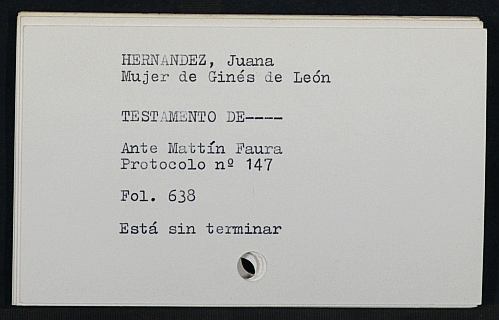 HERNANDEZ, Juana
Mujer de Ginés de León
TESTAMENTO DE----
Ante Mattín Faura
Protocolo nº 147
Fol. 638
Está sin terminar